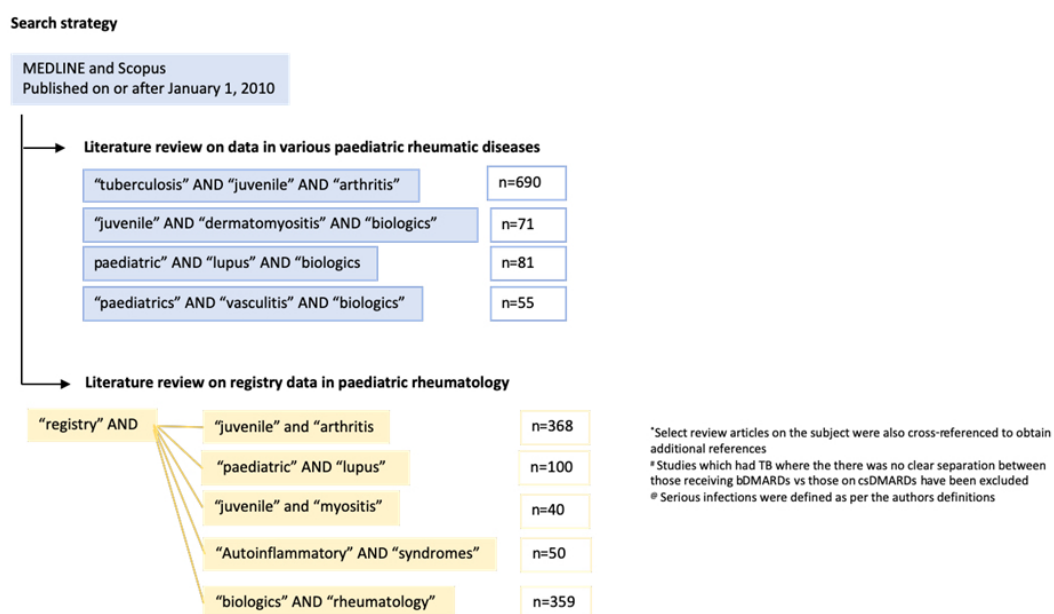 Search strategy
MEDLINE and Scopus
Published on or after January 1, 2010
Literature review on data in various paediatric rheumatic diseases
“tuberculosis” AND “juvenile” AND “arthritis” n=690
“juvenile” AND “dermatomyositis” AND “biologics” n=71
paediatric” AND “lupus” AND “biologics n=81
“paediatrics” AND “vasculitis” AND “biologics” n=55
Literature review on registry data in paediatric rheumatology
“registry” AND
“juvenile” and “arthritis n=368
“paediatric” AND “lupus” n=100
“juvenile” and “myositis” n=40
“Autoinflammatory” AND “syndromes” n=50
“biologics” AND “rheumatology” n=359
*Select review articles on the subject were also cross-referenced to obtain
additional references
# Studies which had TB where the there was no clear separation between
those receiving bDMARDs vs those on csDMARDs have been excluded
@ Serious infections were defined as per the authors definitions